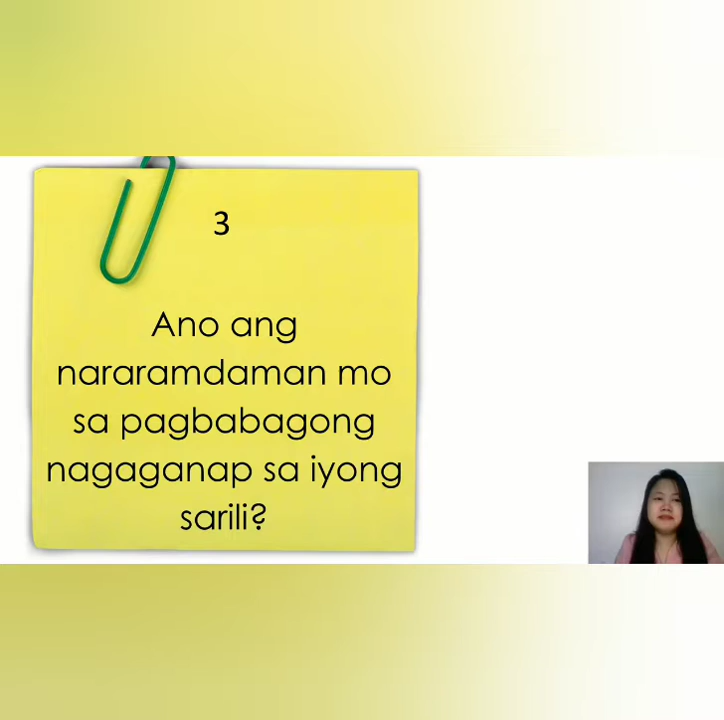 3
Ano ang
nararamdaman mo
sa pagbabagong
nagaganap sa iyong
sarili?